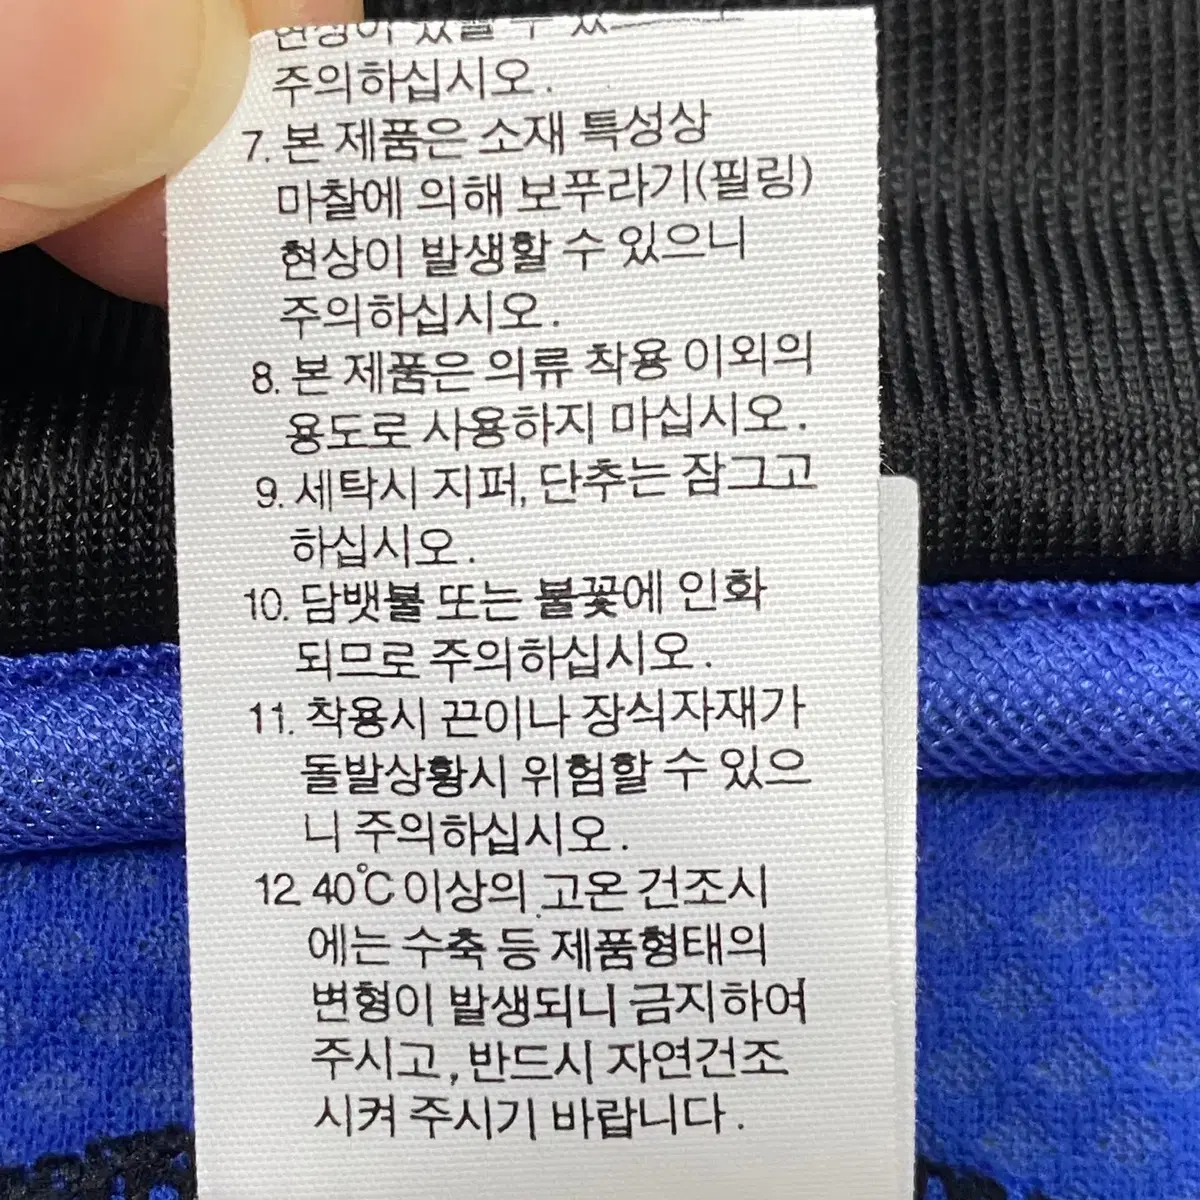 현상이 있을 수 있
주의하십시오.
7. 본 제품은 소재 특성상
마찰에 의해 보푸라기(필링)
현상이 발생할 수 있으니
주의하십시오.
8. 본 제품은 의류 착용 이외의
용도로 사용하지 마십시오.
9. 세탁시 지퍼, 단추는 잠그고
하십시오.
10. 담뱃불 또는 불꽃에 인화
되므로 주의하십시오.
11. 착용시 끈이나 장식자재가
돌발상황시 위험할 수 있으
니 주의하십시오.
12. 40°C 이상의 고온 건조시
에는 수축 등 제품형태의
변형이 발생되니 금지하여
주시고, 반드시 자연건조
시켜 주시기 바랍니다.